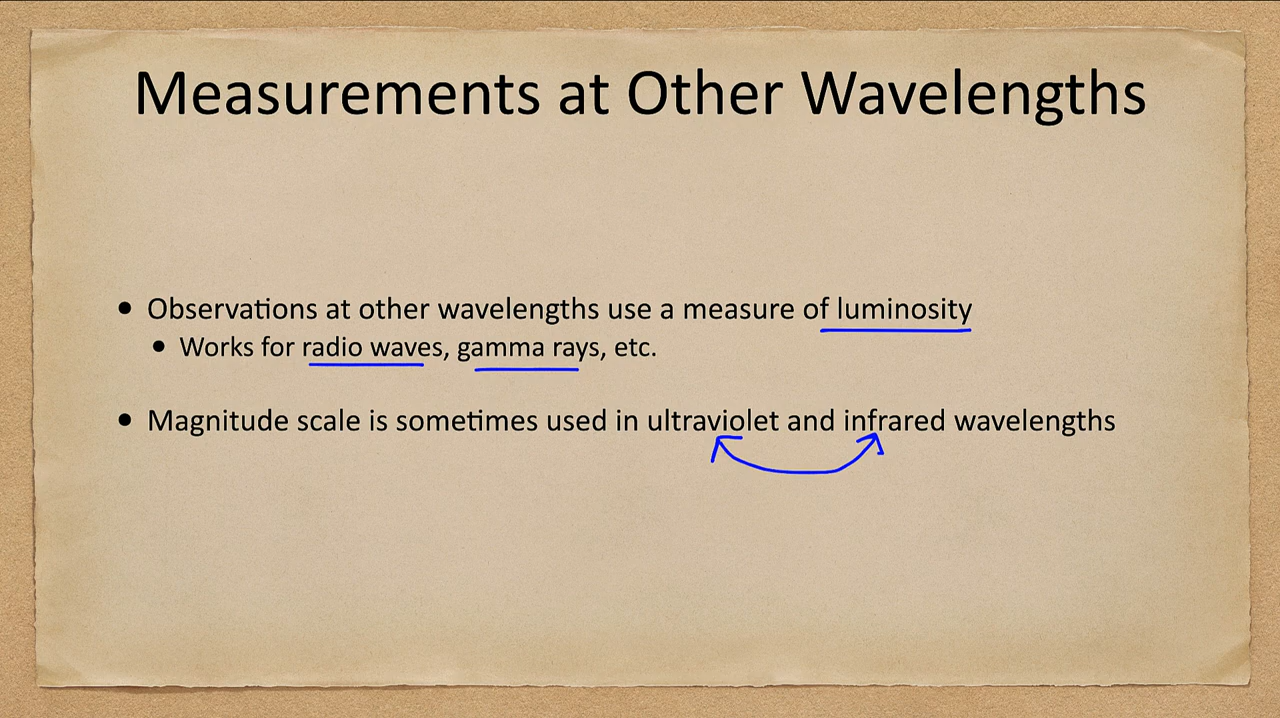 Measurements at Other Wavelengths
• Observations at other wavelengths use a measure of luminosity
• Works for radio waves, gamma rays, etc.
• Magnitude scale is sometimes used in ultraviolet and infrared wavelengths